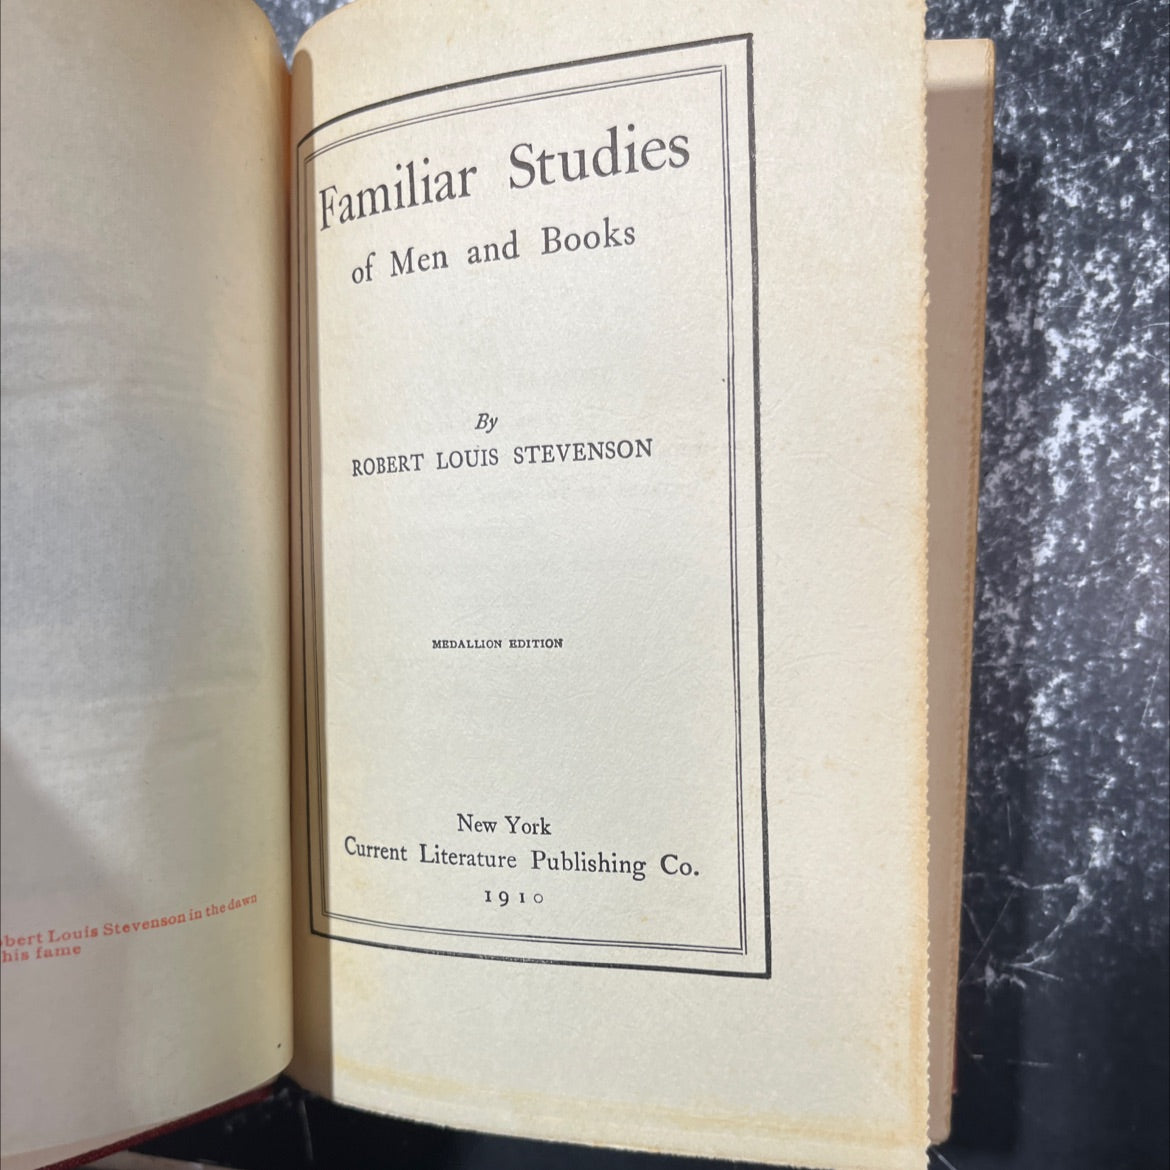 Familiar Studies
of Men and Books
By
ROBERT LOUIS STEVENSON
MEDALLION EDITION
New York
Current Literature Publishing Co.
1910
bert Louis Stevenson in the dawn
his fame